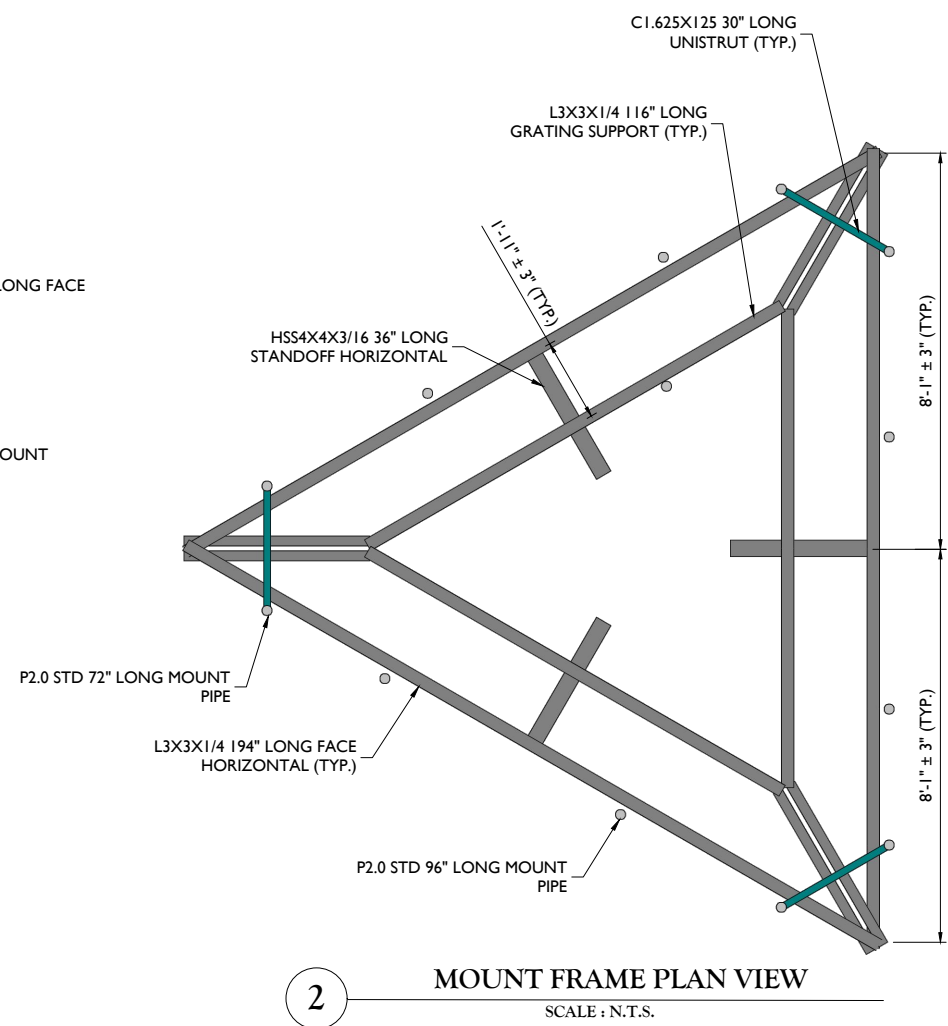 C1.625X125 30" LONG
UNISTRUT (TYP.)
L3X3X1/4 116" LONG
GRATING SUPPORT (TYP.)
1'-11" ± 3" (TYP.)
LONG FACE
HSS4X4X3/16 36" LONG
STANDOFF HORIZONTAL
8'-1" ± 3" (TYP.)
OUNT
P2.0 STD 72" LONG MOUNT
PIPE
L3X3X1/4 194" LONG FACE
HORIZONTAL (TYP.)
8'-1" ± 3" (TYP.)
P2.0 STD 96" LONG MOUNT
PIPE
2
MOUNT FRAME PLAN VIEW
SCALE : N.T.S.